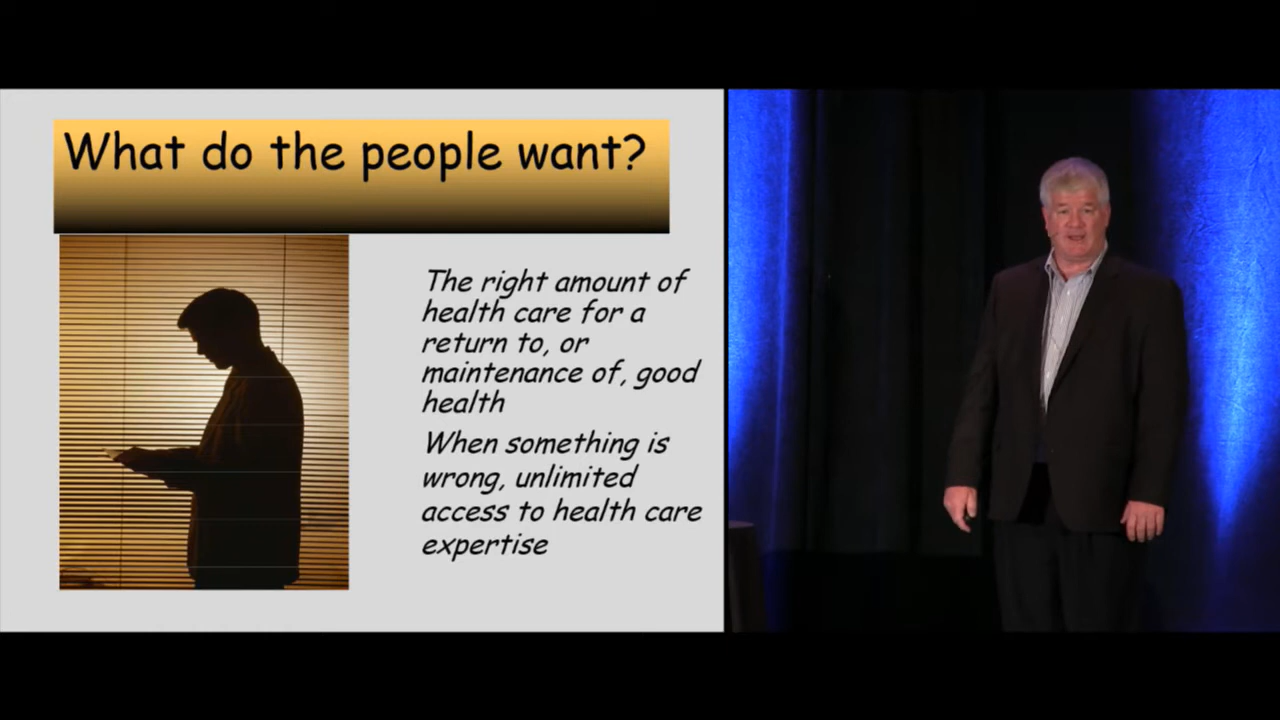 What do the people want?
The right amount of
health care for a
return to, or
maintenance of, good
health
When something is
wrong, unlimited
access to health care
expertise